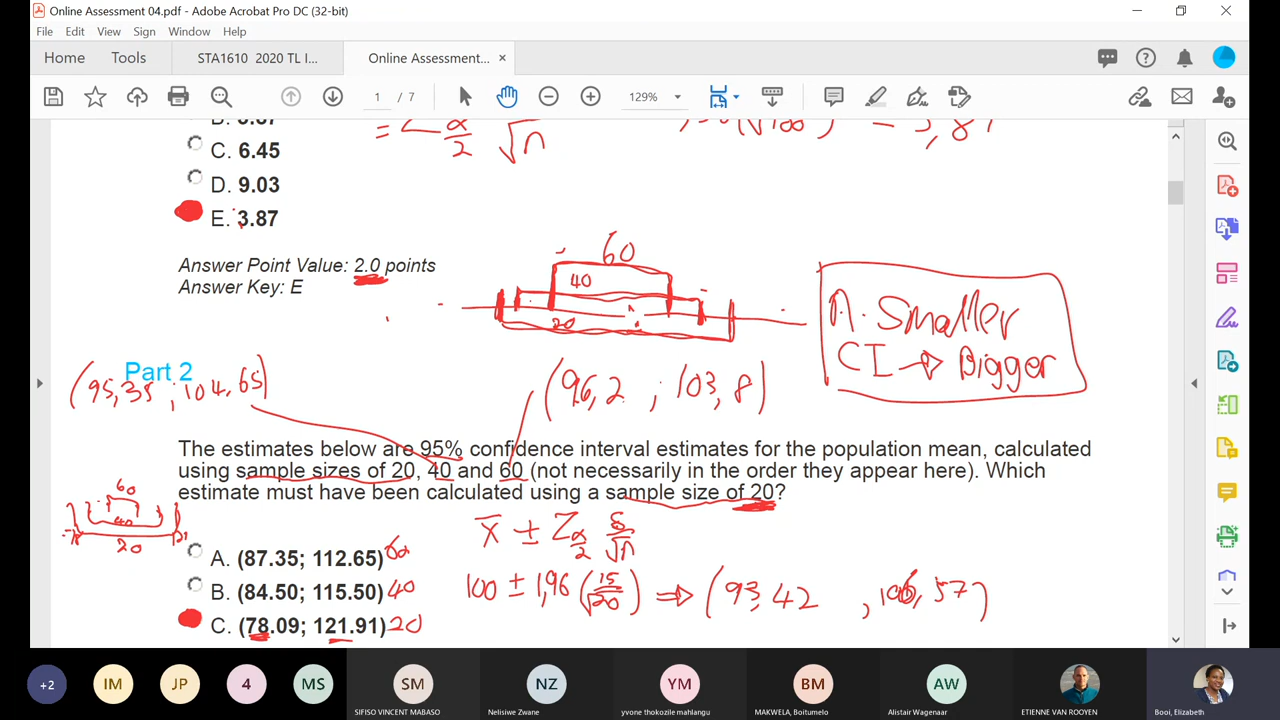 Online Assessment 04.pdf - Adobe Acrobat Pro DC (32-bit)
File Edit View Sign Window Help
Home Tools STA1610 2020 TL I... Online Assessment... ×
1 / 7 129%
C. 6.45
D. 9.03
E. 3.87
Answer Point Value: 2.0 points
Answer Key: E
60
40
20
n. Smaller
CI → Bigger
Part 2
(95,35 ; 104,65)
(96,2 ; 103,8)
The estimates below are 95% confidence interval estimates for the population mean, calculated
using sample sizes of 20, 40 and 60 (not necessarily in the order they appear here). Which
estimate must have been calculated using a sample size of 20?
60
40
20
x̄ ± Zα/2 S/√n
100 ± 1,96 (15/√20) ⇒ (93,42 , 106,57)
A. (87.35; 112.65) 60
B. (84.50; 115.50) 40
C. (78.09; 121.91) 20
+2 IM JP 4 MS SM NZ YM BM AW
SIFISO VINCENT MABASO Nelisiwe Zwane yvone thokozile mahlangu MAKWELA, Boitumelo Alistair Wagenaar ETIENNE VAN ROOYEN Booi, Elizabeth